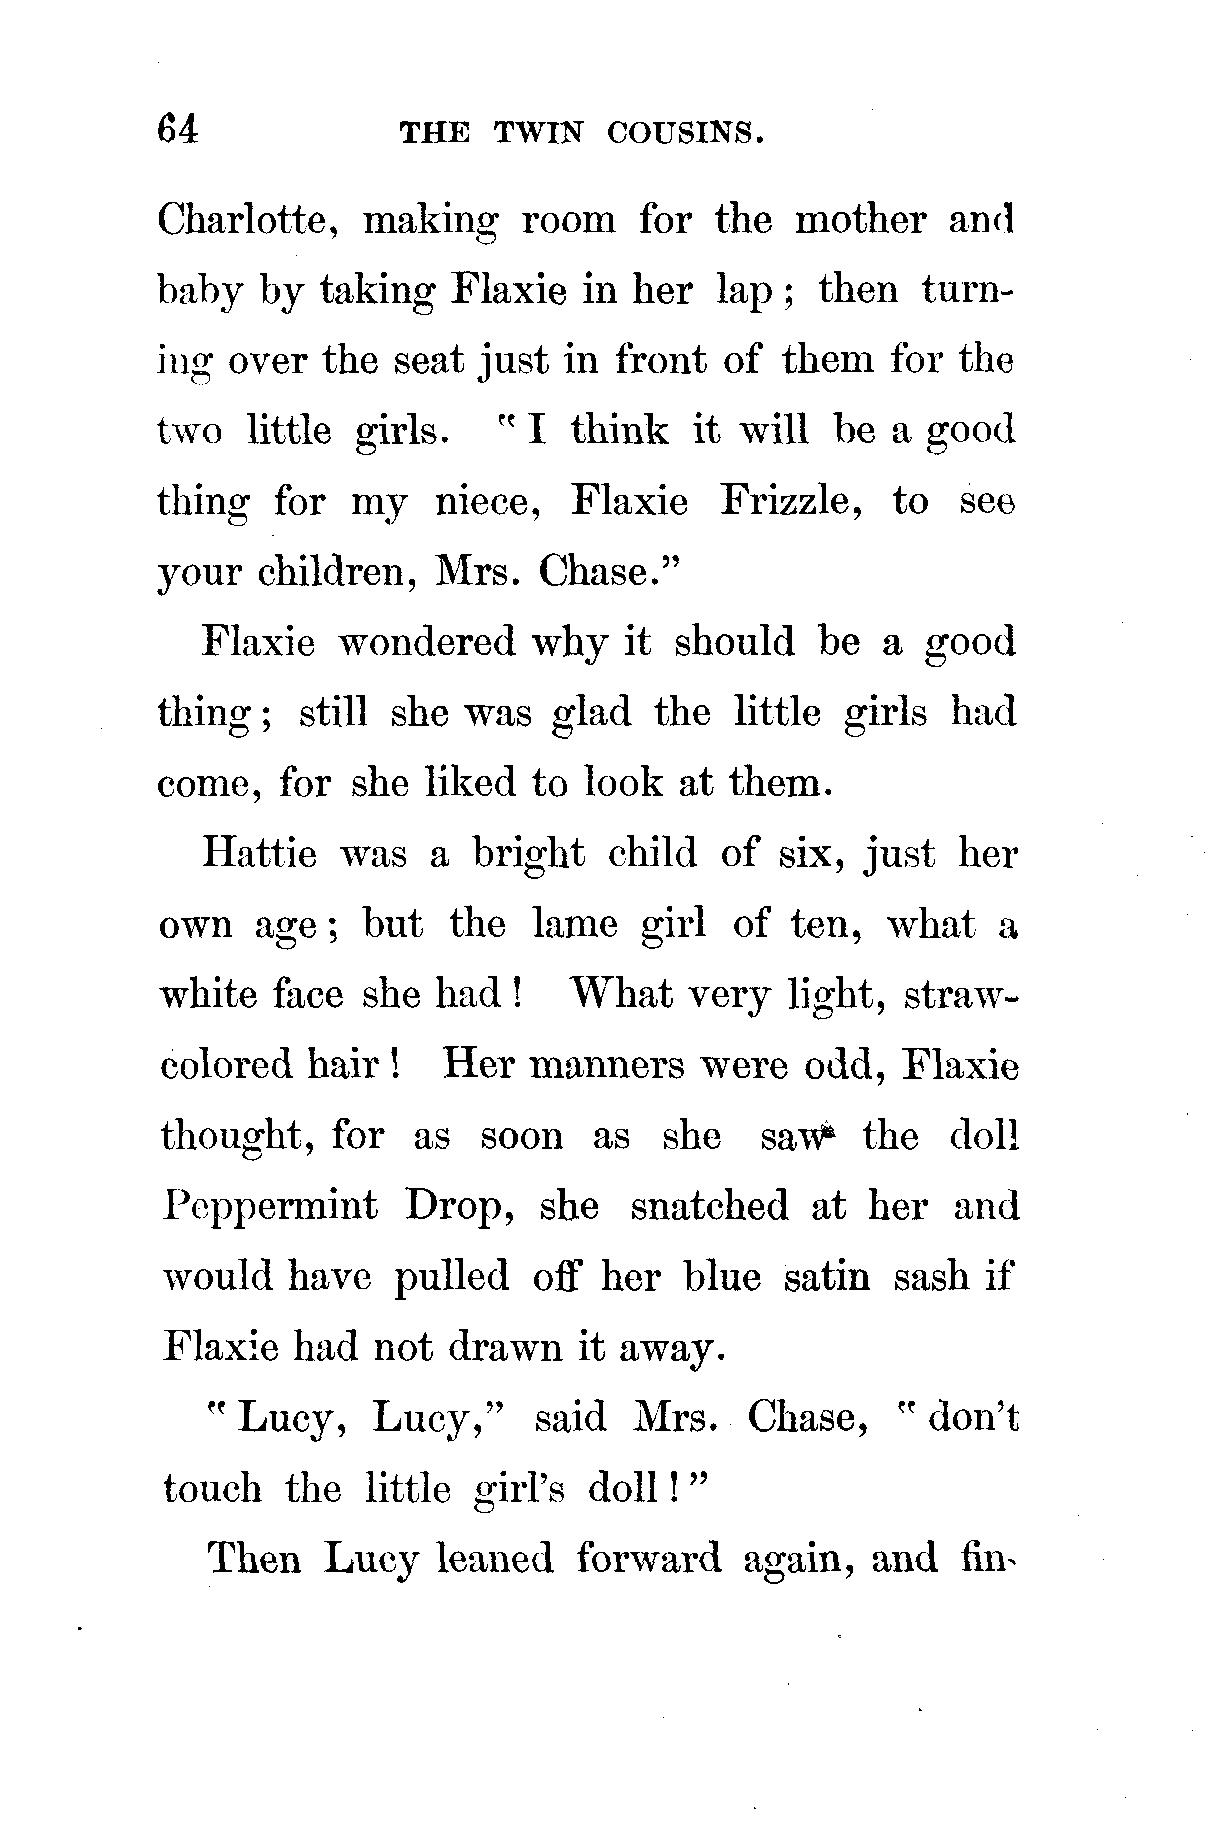 64 THE TWIN COUSINS.
Charlotte, making room for the mother and
baby by taking Flaxie in her lap ; then turn-
ing over the seat just in front of them for the
two little girls. " I think it will be a good
thing for my niece, Flaxie Frizzle, to see
your children, Mrs. Chase."
Flaxie wondered why it should be a good
thing ; still she was glad the little girls had
come, for she liked to look at them.
Hattie was a bright child of six, just her
own age ; but the lame girl of ten, what a
white face she had ! What very light, straw-
colored hair ! Her manners were odd, Flaxie
thought, for as soon as she saw the doll
Peppermint Drop, she snatched at her and
would have pulled off her blue satin sash if
Flaxie had not drawn it away.
" Lucy, Lucy," said Mrs. Chase, " don't
touch the little girl's doll ! "
Then Lucy leaned forward again, and fin-